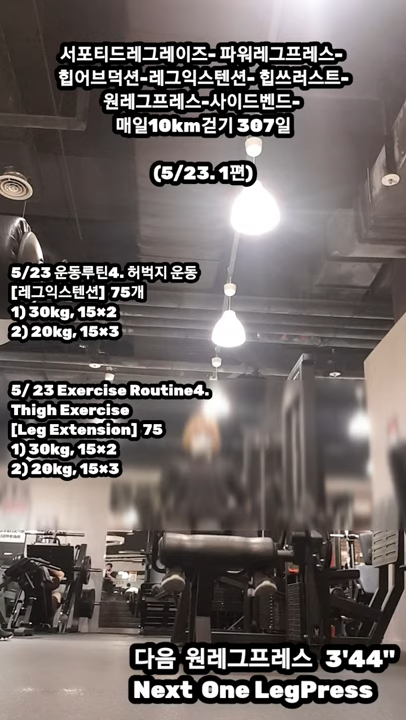 서포티드레그레이즈- 파워레그프레스-
힙어브덕션-레그익스텐션- 힙쓰러스트-
원레그프레스-사이드벤드-
매일10km걷기 307일
(5/23. 1편)
5/23 운동루틴4. 허벅지 운동
[레그익스텐션] 75개
1) 30kg, 15×2
2) 20kg, 15×3
5/ 23 Exercise Routine4.
Thigh Exercise
[Leg Extension] 75
1) 30kg, 15×2
2) 20kg, 15×3
다음 원레그프레스 3'44"
Next One LegPress